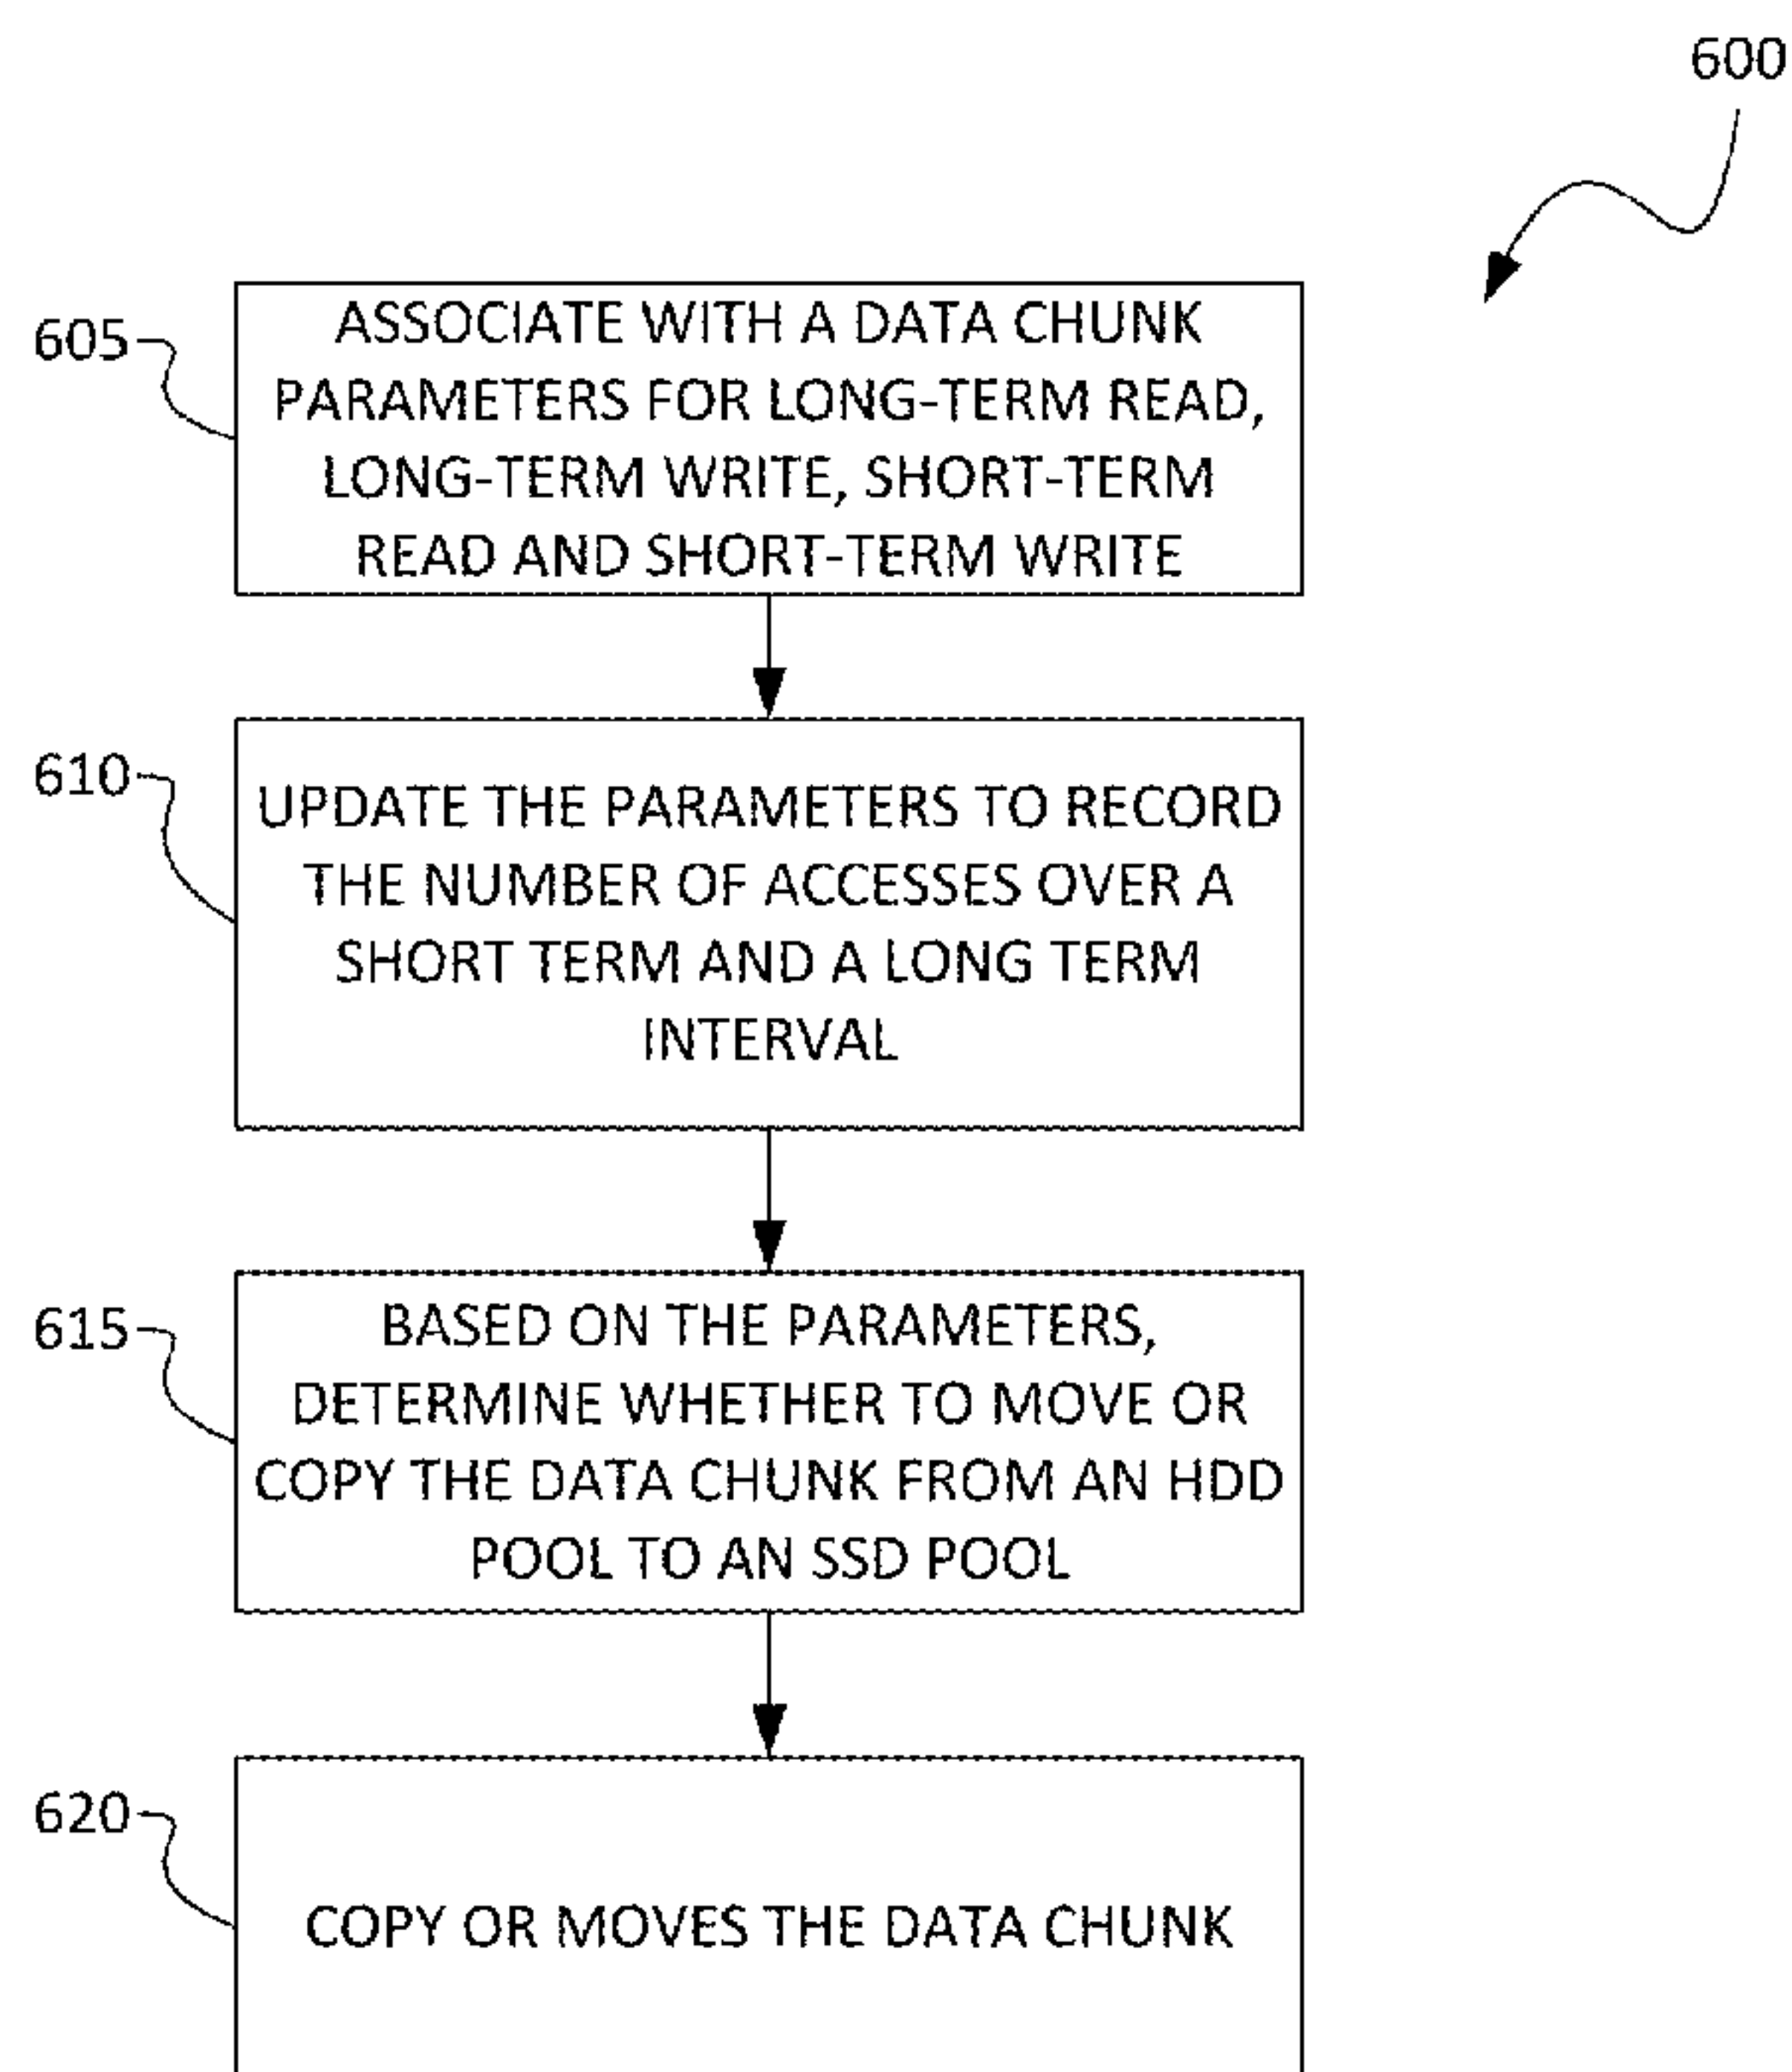 600
605
ASSOCIATE WITH A DATA CHUNK
PARAMETERS FOR LONG-TERM READ,
LONG-TERM WRITE, SHORT-TERM
READ AND SHORT-TERM WRITE
610
UPDATE THE PARAMETERS TO RECORD
THE NUMBER OF ACCESSES OVER A
SHORT TERM AND A LONG TERM
INTERVAL
615
BASED ON THE PARAMETERS,
DETERMINE WHETHER TO MOVE OR
COPY THE DATA CHUNK FROM AN HDD
POOL TO AN SSD POOL
620
COPY OR MOVES THE DATA CHUNK